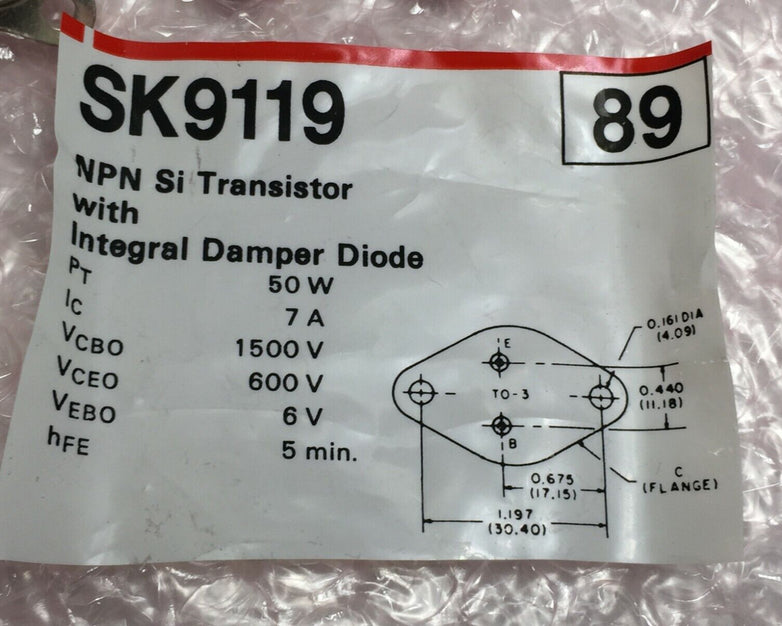 SK9119
89
NPN Si Transistor
with
Integral Damper Diode
PT 50 W
IC 7 A
VCBO 1500 V
VCEO 600 V
VEBO 6 V
hFE 5 min.
0.161 DIA
(4.09)
E
TO-3
0.440
(11.18)
B
C
(FLANGE)
0.675
(17.15)
1.197
(30.40)